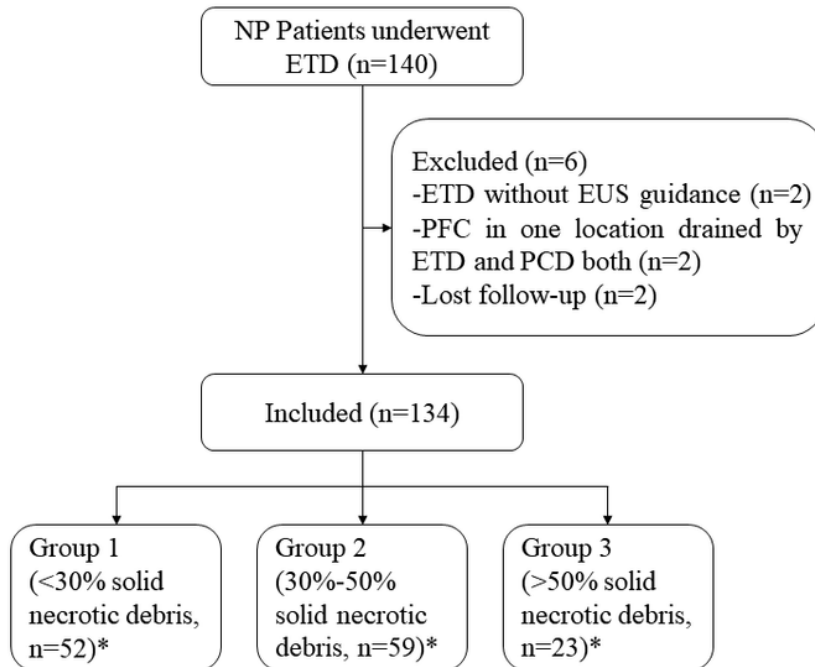 NP Patients underwent
ETD (n=140)
Excluded (n=6)
-ETD without EUS guidance (n=2)
-PFC in one location drained by
ETD and PCD both (n=2)
-Lost follow-up (n=2)
Included (n=134)
Group 1
(<30% solid
necrotic debris,
n=52)*
Group 2
(30%-50%
solid necrotic
debris, n=59)*
Group 3
(>50% solid
necrotic debris,
n=23)*